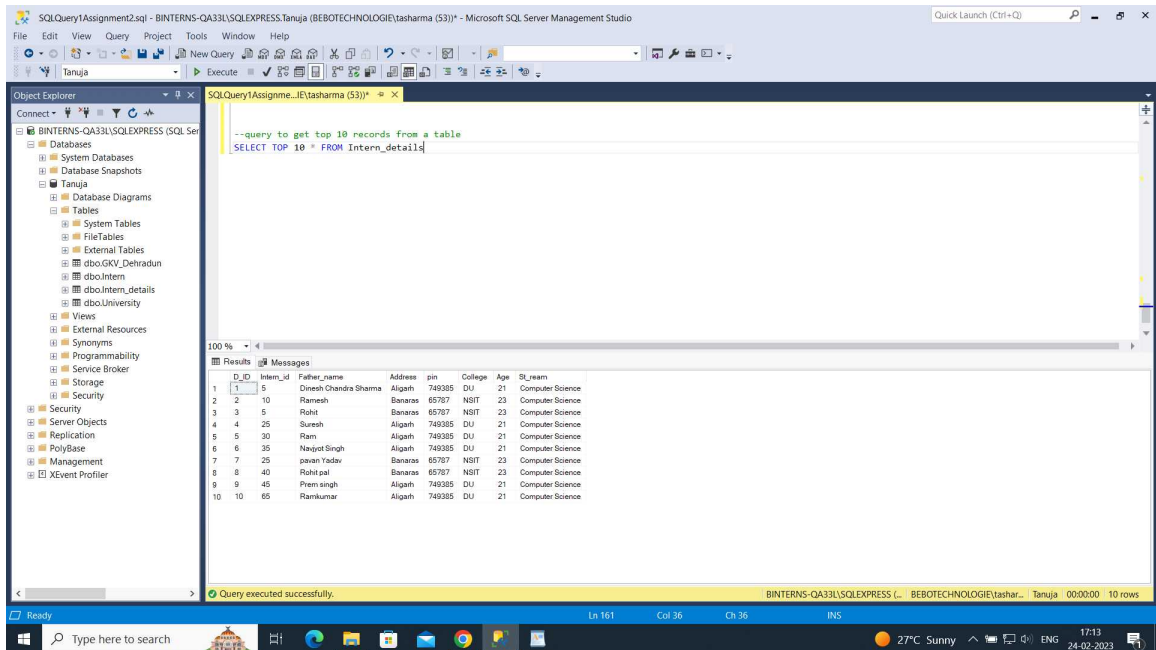 SQLQuery1Assignment2.sql - BINTERNS-QA33L\SQLEXPRESS.Tanuja (BEBOTECHNOLOGIE\tasharma (53))* - Microsoft SQL Server Management Studio
Quick Launch (Ctrl+Q)
File Edit View Query Project Tools Window Help
New Query
Tanuja
Execute
Object Explorer
SQLQuery1Assignme...IE\tasharma (53))*
Connect
BINTERNS-QA33L\SQLEXPRESS (SQL Ser
Databases
System Databases
Database Snapshots
Tanuja
Database Diagrams
Tables
System Tables
FileTables
External Tables
dbo.GKV_Dehradun
dbo.Intern
dbo.Intern_details
dbo.University
Views
External Resources
Synonyms
Programmability
Service Broker
Storage
Security
Security
Server Objects
Replication
PolyBase
Management
XEvent Profiler
--query to get top 10 records from a table
SELECT TOP 10 * FROM Intern_details
100 %
Results Messages
D_ID Intern_id Father_name Address pin College Age St_ream
1 1 5 Dinesh Chandra Sharma Aligarh 749385 DU 21 Computer Science
2 2 10 Ramesh Banaras 65787 NSIT 23 Computer Science
3 3 5 Rohit Banaras 65787 NSIT 23 Computer Science
4 4 25 Suresh Aligarh 749385 DU 21 Computer Science
5 5 30 Ram Aligarh 749385 DU 21 Computer Science
6 6 35 Navjyot Singh Aligarh 749385 DU 21 Computer Science
7 7 25 pavan Yadav Banaras 65787 NSIT 23 Computer Science
8 8 40 Rohit pal Banaras 65787 NSIT 23 Computer Science
9 9 45 Prem singh Aligarh 749385 DU 21 Computer Science
10 10 65 Ramkumar Aligarh 749385 DU 21 Computer Science
Query executed successfully.
BINTERNS-QA33L\SQLEXPRESS (... BEBOTECHNOLOGIE\tashar... Tanuja 00:00:00 10 rows
Ready
Ln 161 Col 36 Ch 36 INS
Type here to search
27°C Sunny
ENG
17:13
24-02-2023